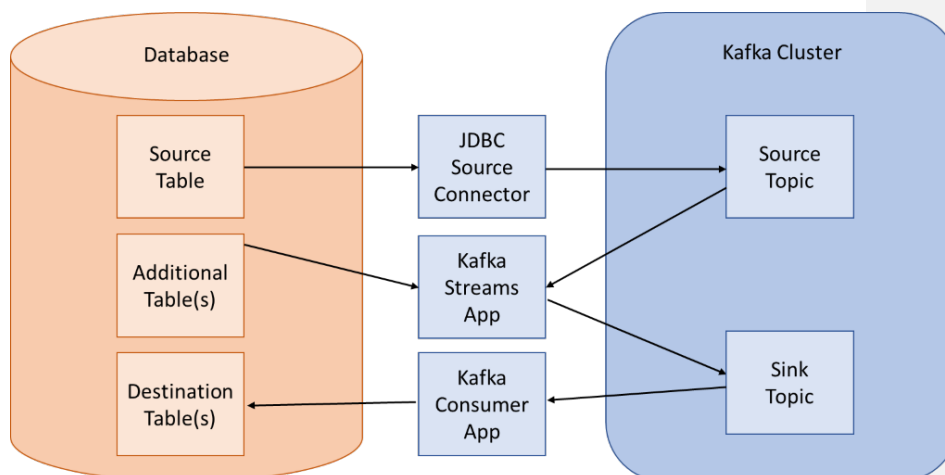 Database
Kafka Cluster
Source
Table
JDBC
Source
Connector
Source
Topic
Additional
Table(s)
Kafka
Streams
App
Destination
Table(s)
Kafka
Consumer
App
Sink
Topic